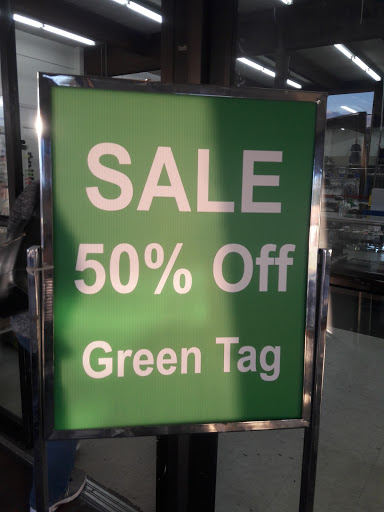 SALE
50% Off
Green Tag